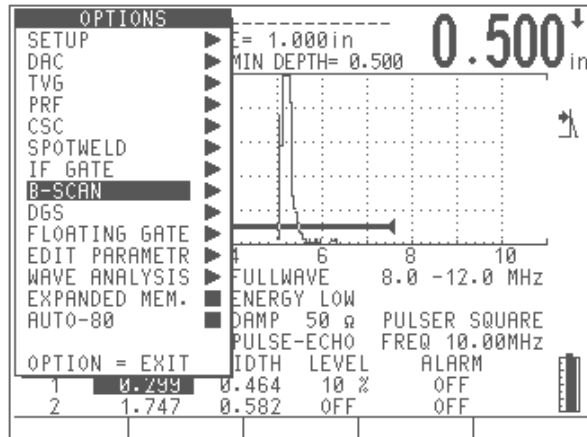 OPTIONS
SETUP
DAC
TVG
PRF
CSC
SPOTWELD
IF GATE
B-SCAN
DGS
FLOATING GATE
EDIT PARAMETR
WAVE ANALYSIS
EXPANDED MEM.
AUTO-80
OPTION = EXIT
E= 1.000in
MIN DEPTH= 0.500
0.500in
6 8 10
FULLWAVE 8.0 -12.0 MHz
ENERGY LOW
DAMP 50 Ω PULSER SQUARE
PULSE-ECHO FREQ 10.00MHz
IDTH LEVEL ALARM
1 0.299 0.464 10 % OFF
2 1.747 0.582 OFF OFF